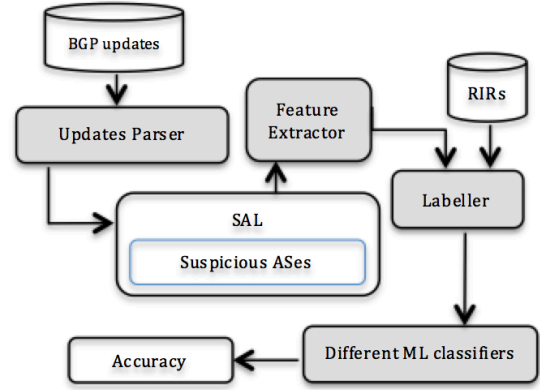 BGP updates
Updates Parser
SAL
Suspicious ASes
Feature
Extractor
RIRs
Labeller
Different ML classifiers
Accuracy